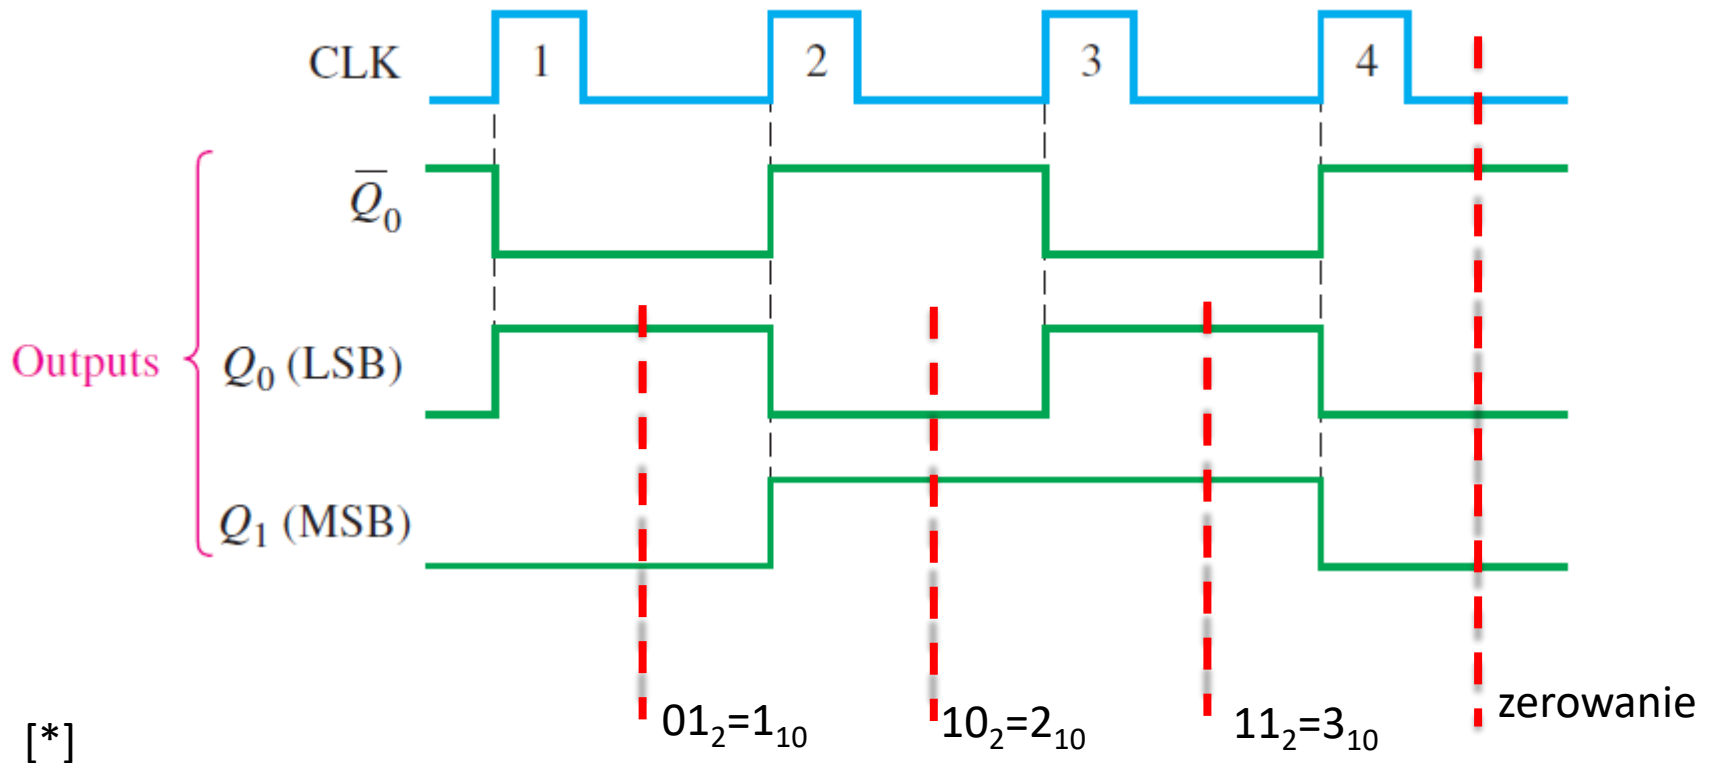 CLK
1
2
3
4
Q̅₀
Outputs
Q₀ (LSB)
Q₁ (MSB)
01₂=1₁₀
10₂=2₁₀
11₂=3₁₀
zerowanie
[*]